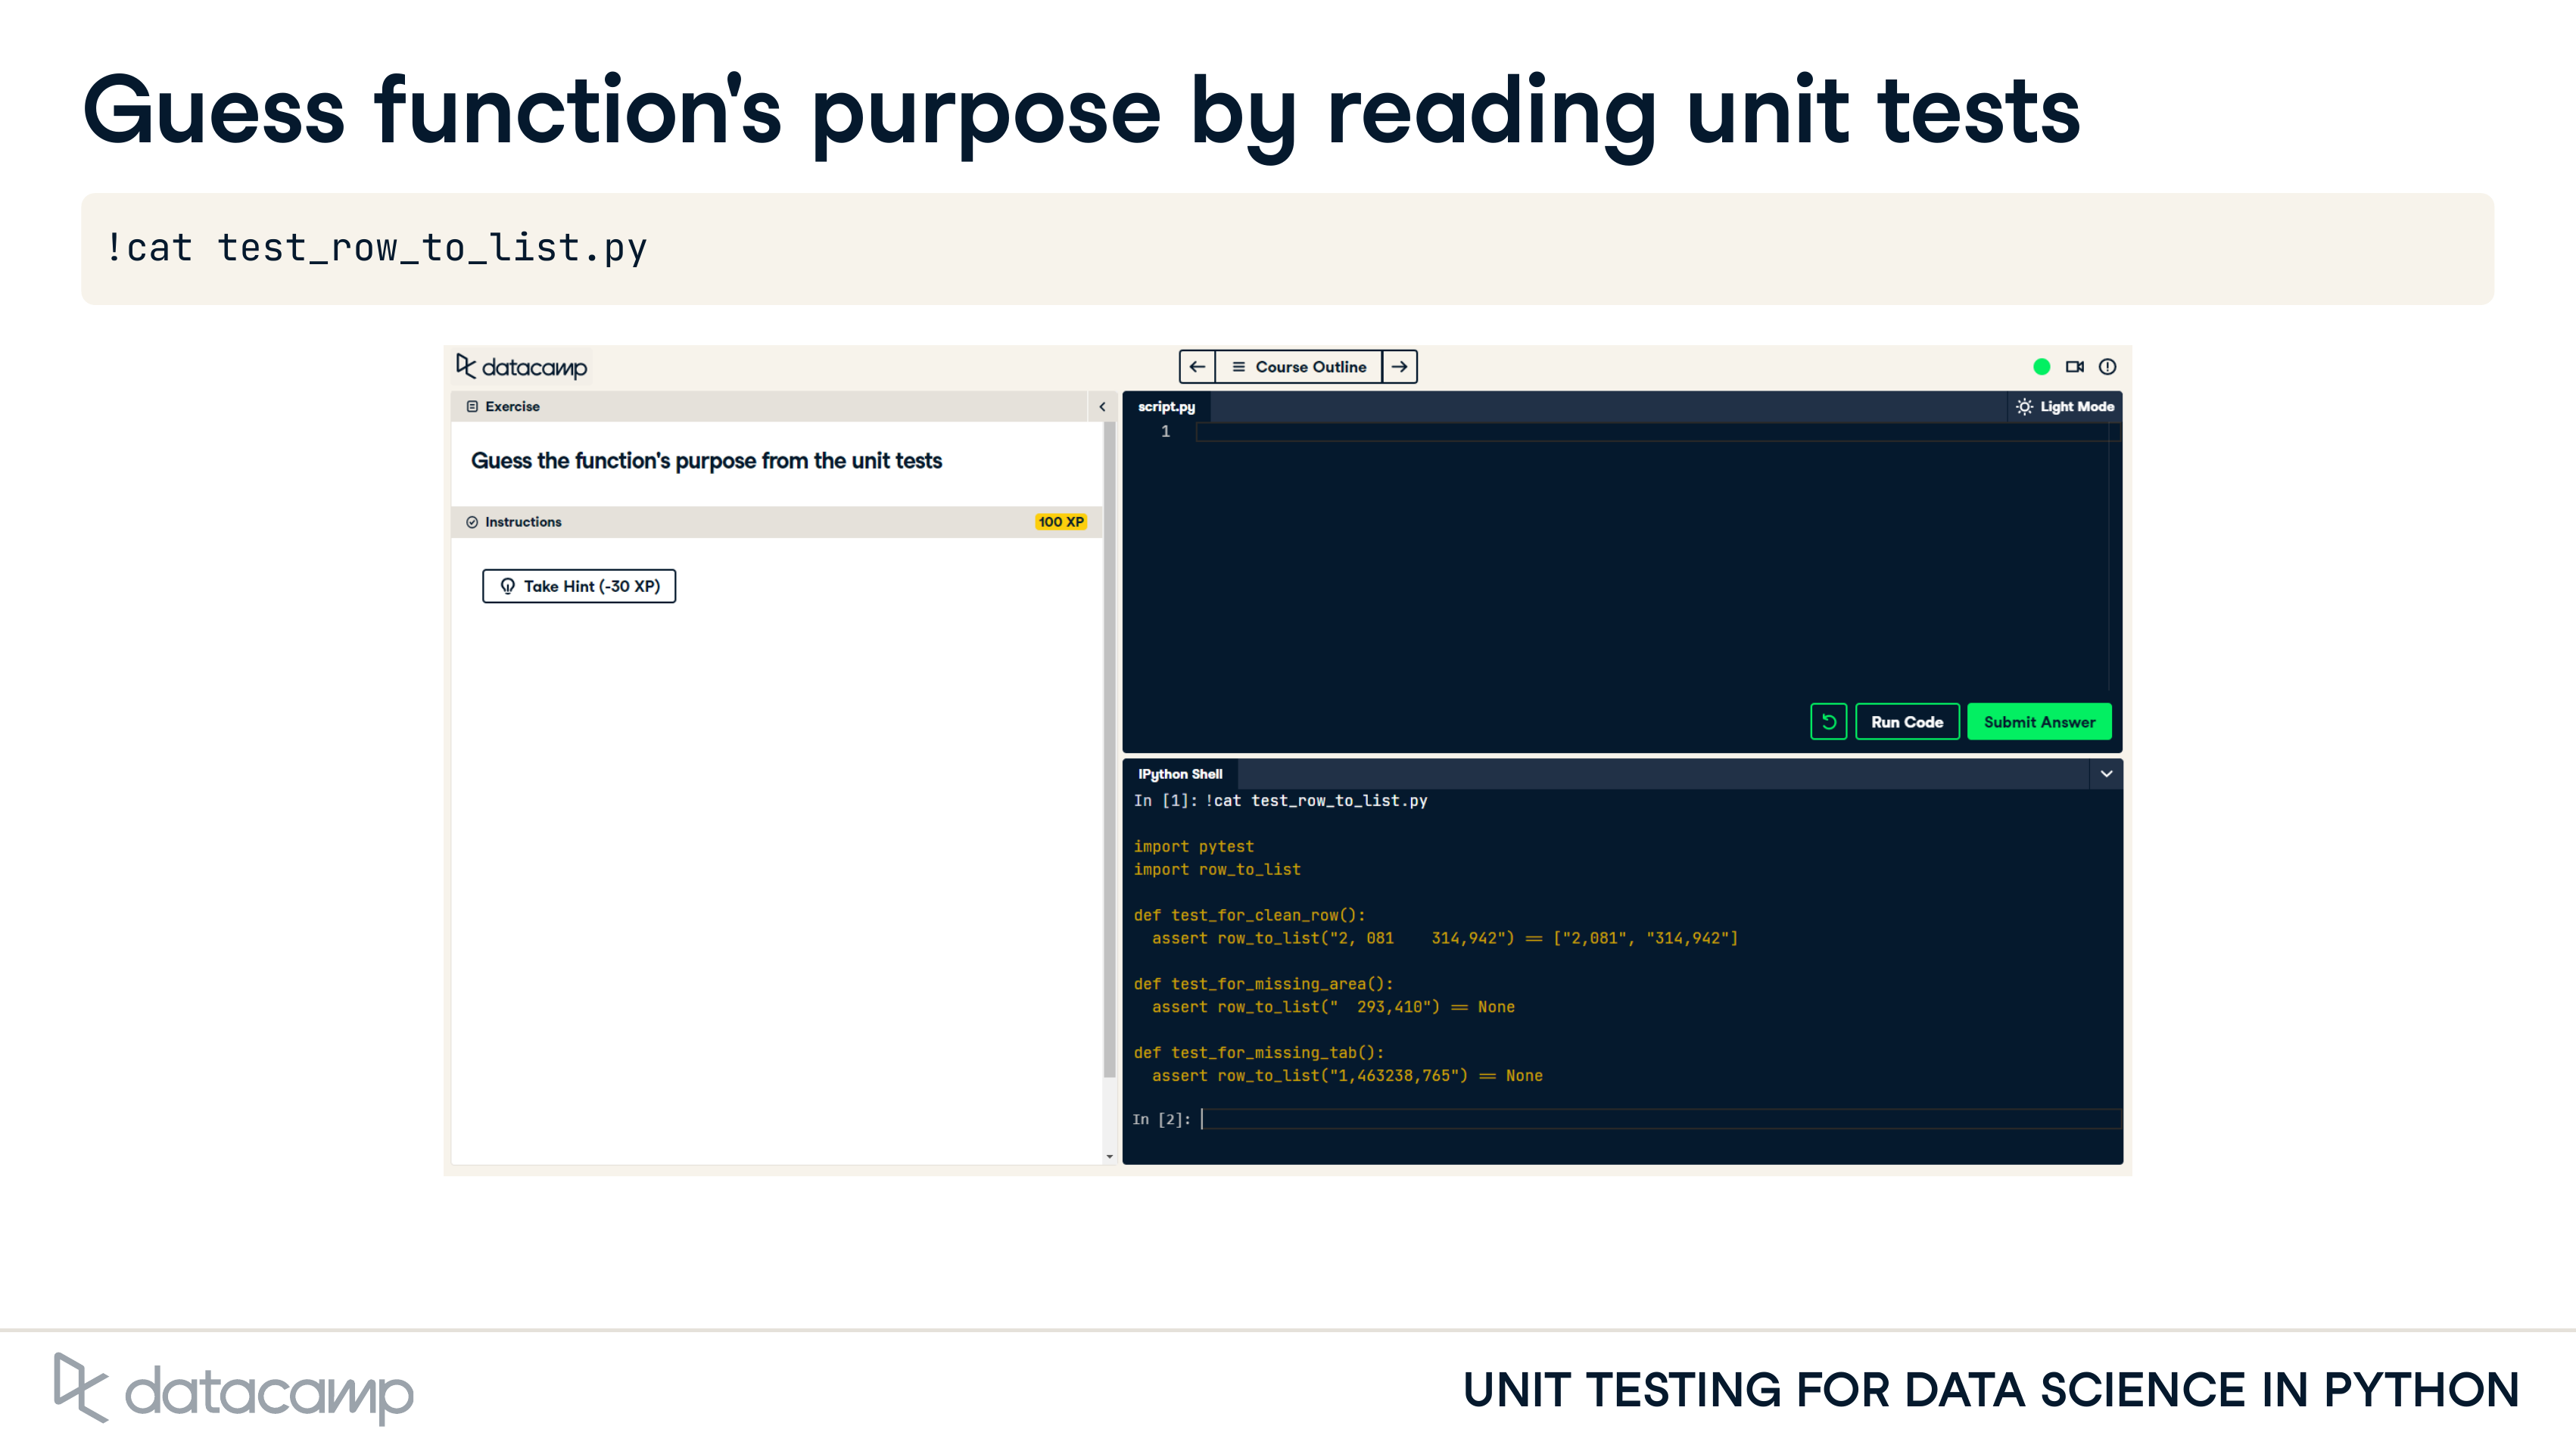 Guess function's purpose by reading unit tests
!cat test_row_to_list.py
datacamp
Course Outline
Exercise
Guess the function's purpose from the unit tests
Instructions
100 XP
Take Hint (-30 XP)
script.py
Light Mode
1
Run Code
Submit Answer
IPython Shell
In [1]: !cat test_row_to_list.py
import pytest
import row_to_list
def test_for_clean_row():
assert row_to_list("2, 081    314,942") == ["2,081", "314,942"]
def test_for_missing_area():
assert row_to_list("  293,410") == None
def test_for_missing_tab():
assert row_to_list("1,463238,765") == None
In [2]:
datacamp
UNIT TESTING FOR DATA SCIENCE IN PYTHON